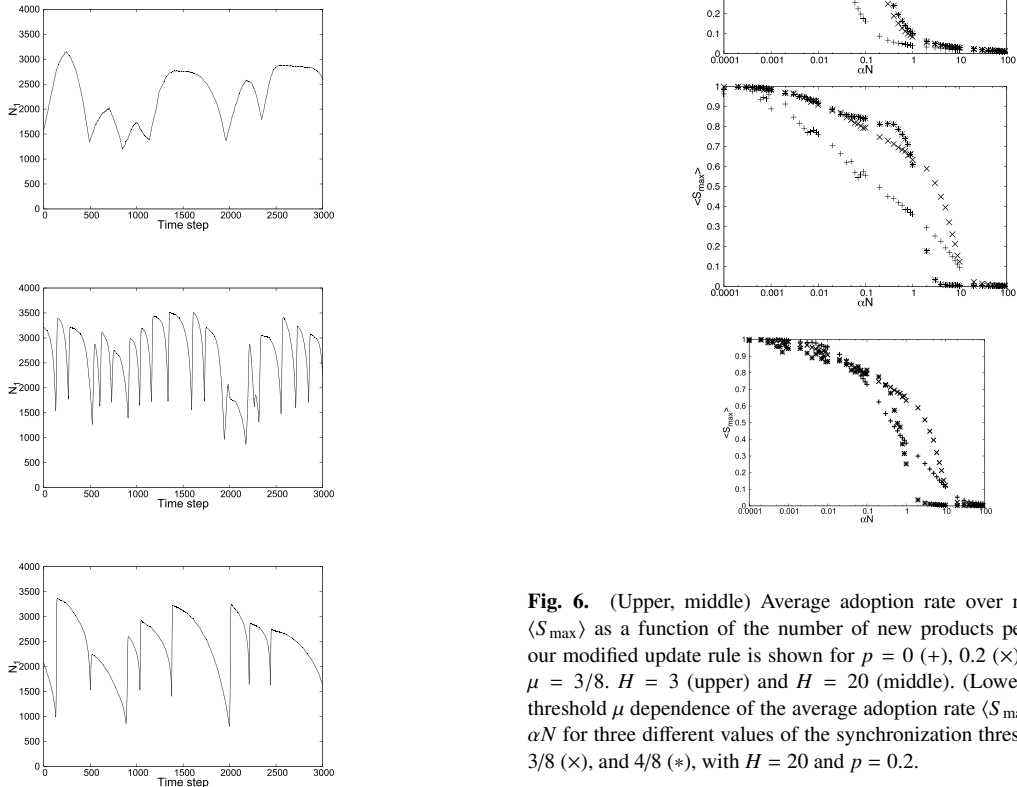 4000
3500
3000
2500
2000
1500
1000
500
0
N_J
0 500 1000 1500 2000 2500 3000
Time step
4000
3500
3000
2500
2000
1500
1000
500
0
N_J
0 500 1000 1500 2000 2500 3000
Time step
4000
3500
3000
2500
2000
1500
1000
500
0
N_J
0 500 1000 1500 2000 2500 3000
Time step
0.2
0.1
0
0.0001 0.001 0.01 0.1 1 10 100
αN
1
0.9
0.8
0.7
0.6
0.5
0.4
0.3
0.2
0.1
0
<S_max>
0.0001 0.001 0.01 0.1 1 10 100
αN
1
0.9
0.8
0.7
0.6
0.5
0.4
0.3
0.2
0.1
0
<S_max>
0.0001 0.001 0.01 0.1 1 10 100
αN
Fig. 6. (Upper, middle) Average adoption rate over
⟨S_max⟩ as a function of the number of new products
our modified update rule is shown for p = 0 (+), 0.2 (×)
μ = 3/8. H = 3 (upper) and H = 20 (middle).
threshold μ dependence of the average adoption rate
αN for three different values of the synchronization
3/8 (×), and 4/8 (∗), with H = 20 and p = 0.2.